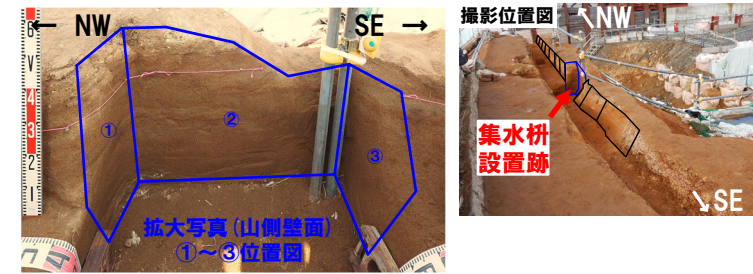 ← NW
SE →
6
V
4
3
2
1
①
②
③
拡大写真(山側壁面)
①~③位置図
撮影位置図
↖NW
集水枡
設置跡
↘SE